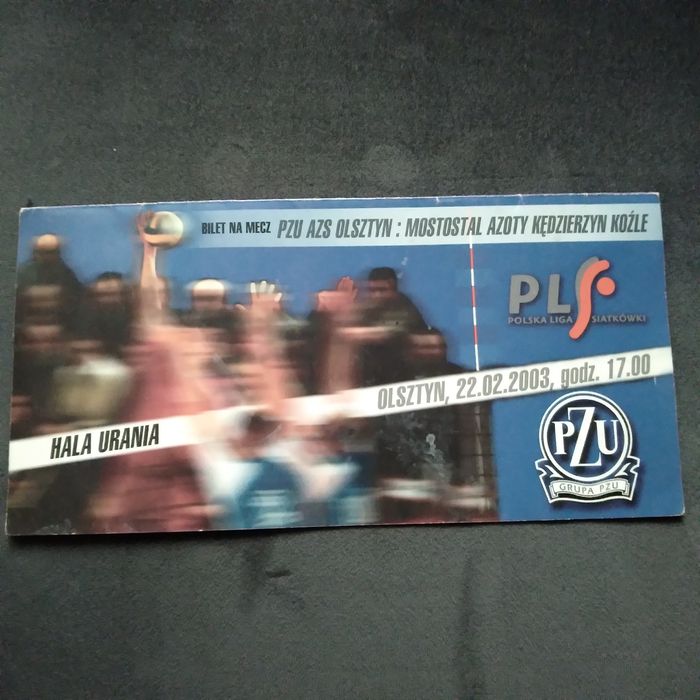 BILET NA MECZ PZU AZS OLSZTYN : MOSTOSTAL AZOTY KĘDZIERZYN KOŹLE
PLS
POLSKA LIGA SIATKÓWKI
OLSZTYN, 22.02.2003, godz. 17.00
HALA URANIA
PZU
GRUPA PZU